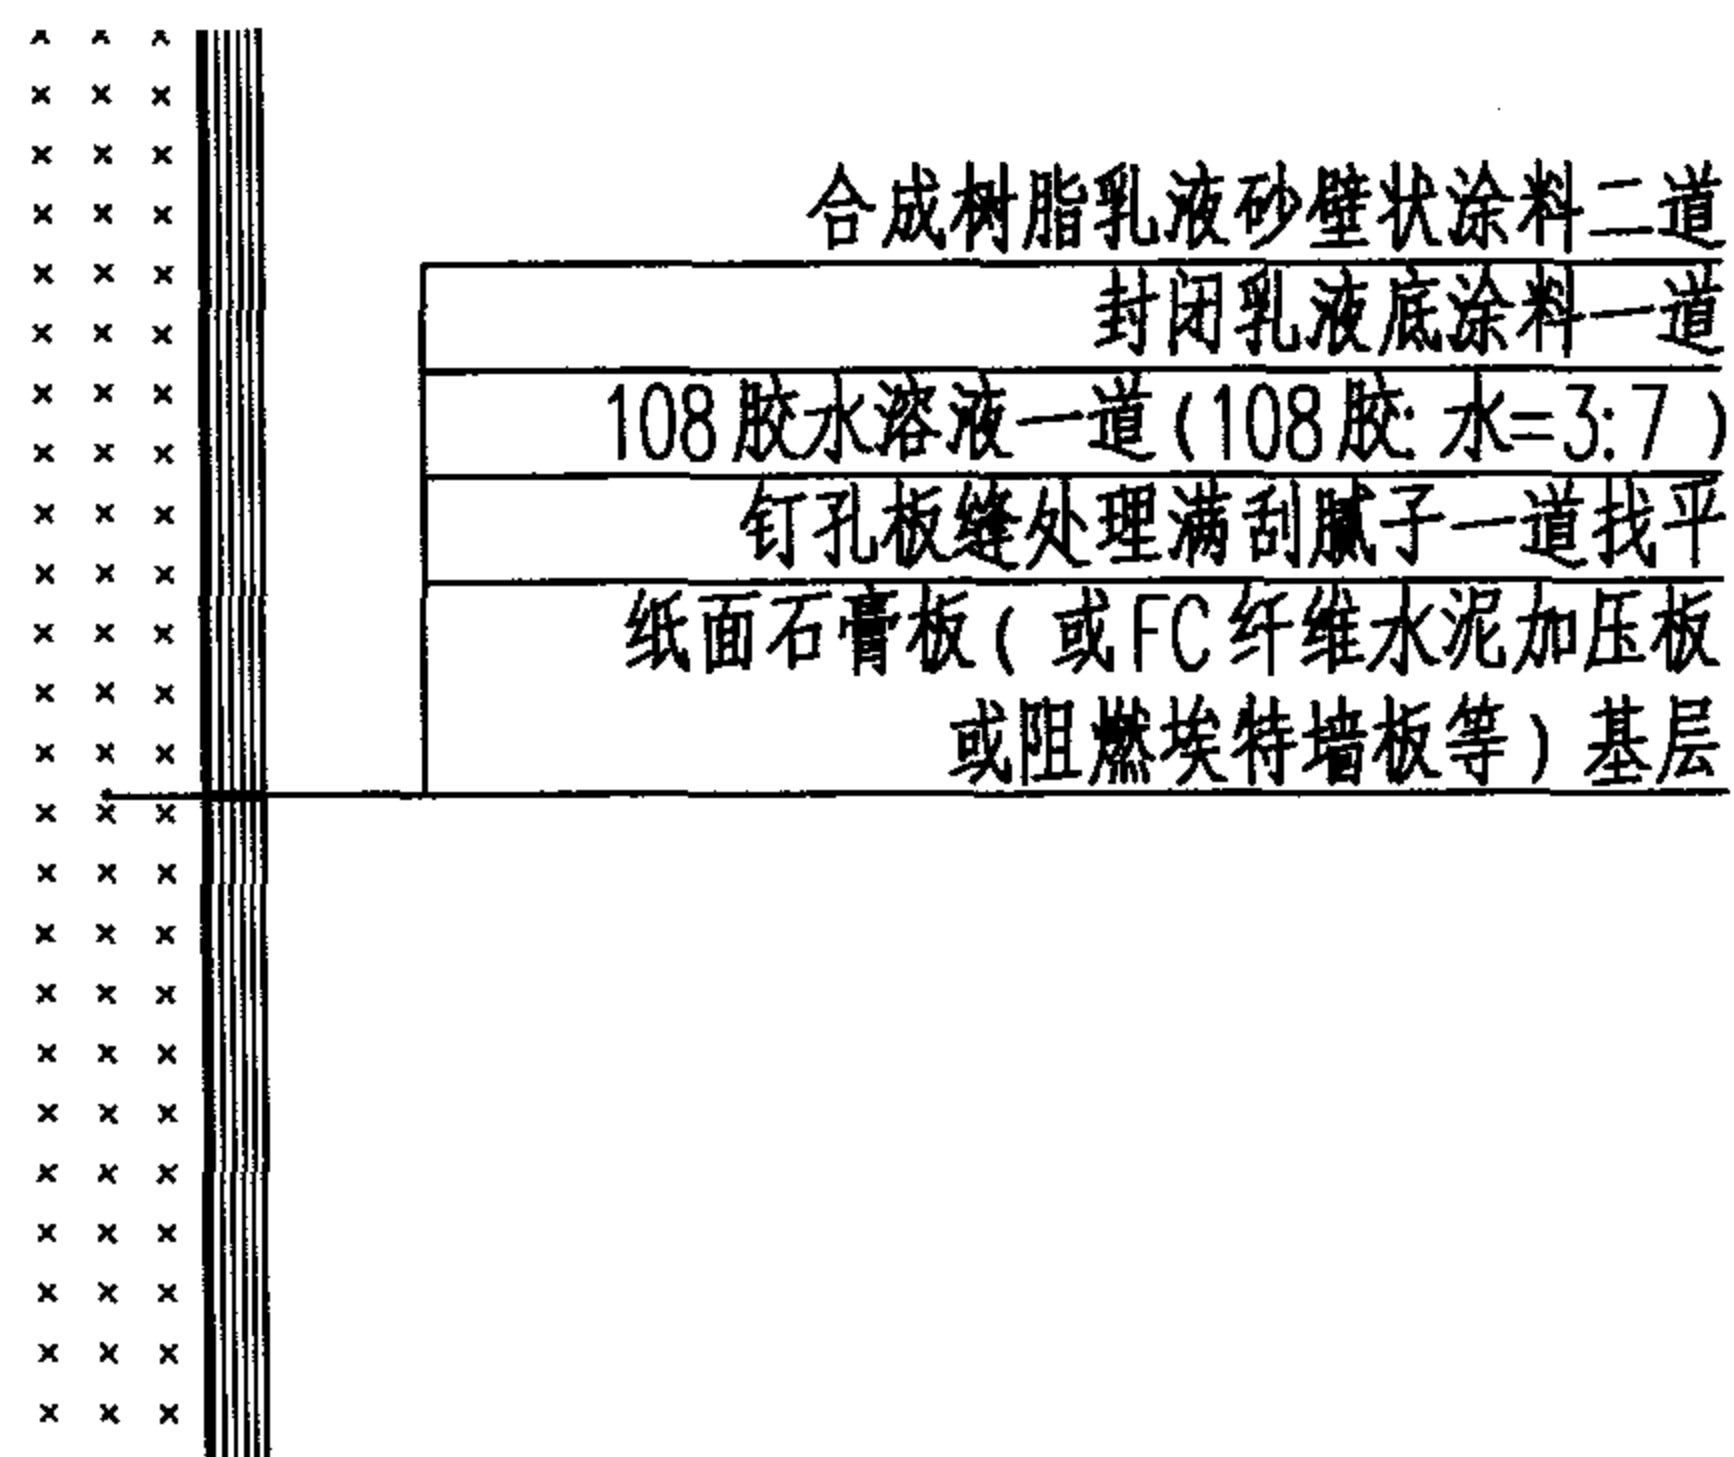 合成树脂乳液砂壁状涂料二道
封闭乳液底涂料一道
108胶水溶液一道(108胶:水=3:7)
钉孔板缝处理满刮腻子一道找平
纸面石膏板(或FC纤维水泥加压板
或阻燃埃特墙板等)基层